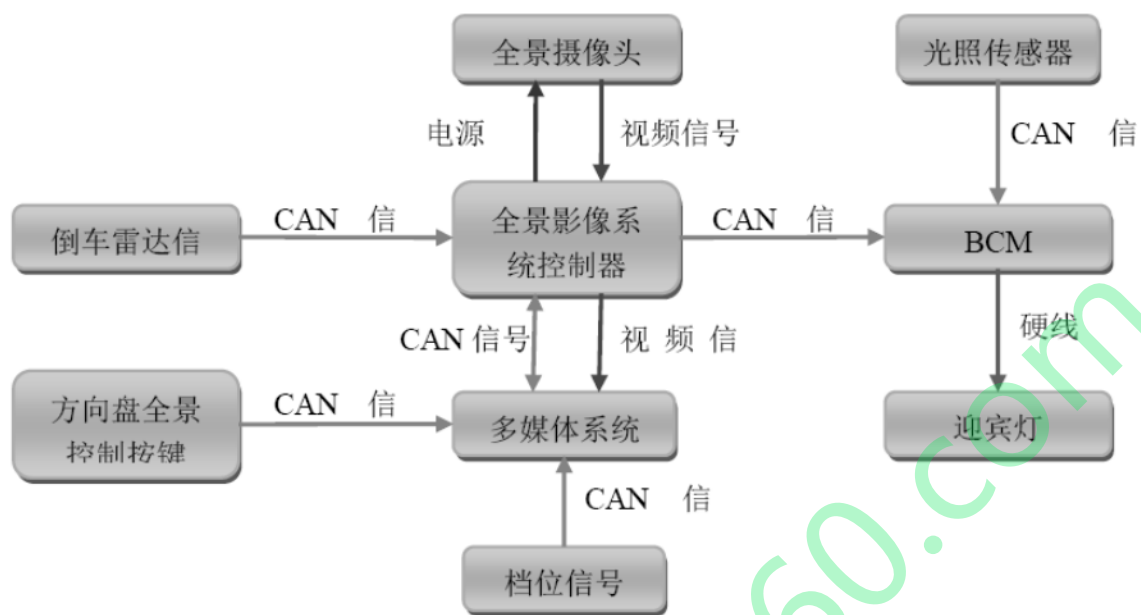 全景摄像头
光照传感器
电源
视频信号
CAN 信
倒车雷达信
CAN 信
全景影像系
统控制器
CAN 信
BCM
CAN 信号
视 频 信
硬线
方向盘全景
控制按键
CAN 信
多媒体系统
迎宾灯
CAN 信
档位信号
60.com